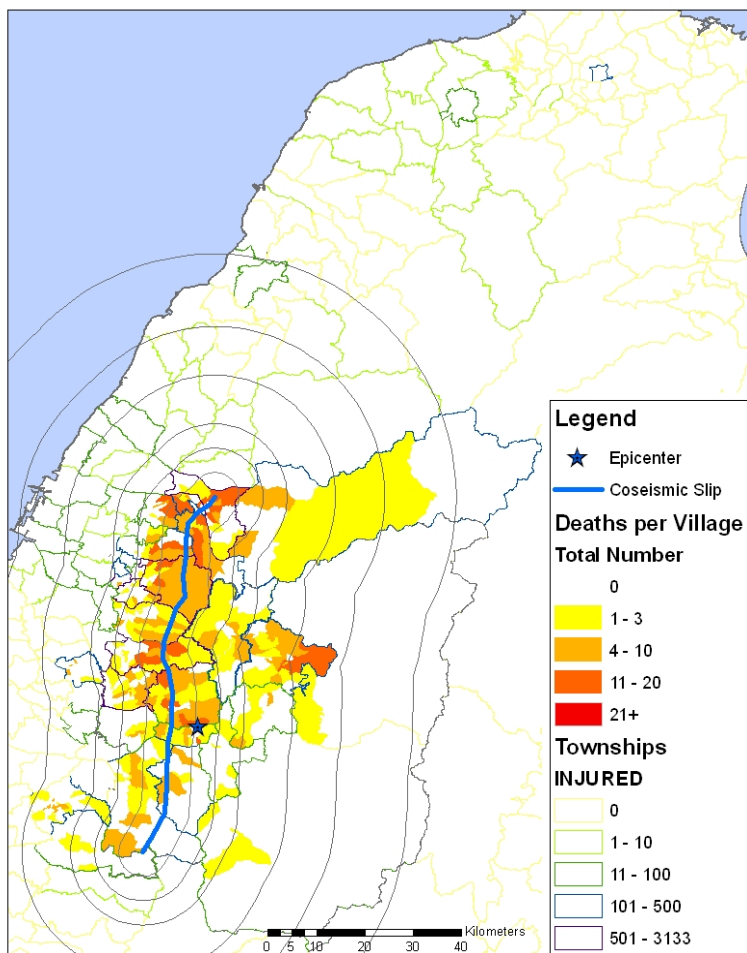 Legend
Epicenter
Coseismic Slip
Deaths per Village
Total Number
0
1 - 3
4 - 10
11 - 20
21+
Townships
INJURED
0
1 - 10
11 - 100
101 - 500
501 - 3133
Kilometers
0 5 10 20 30 40